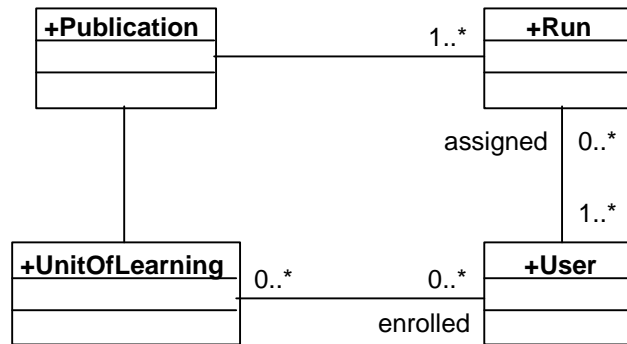 +Publication
+Run
1..*
assigned
0..*
1..*
+UnitOfLearning
+User
0..*
0..*
enrolled